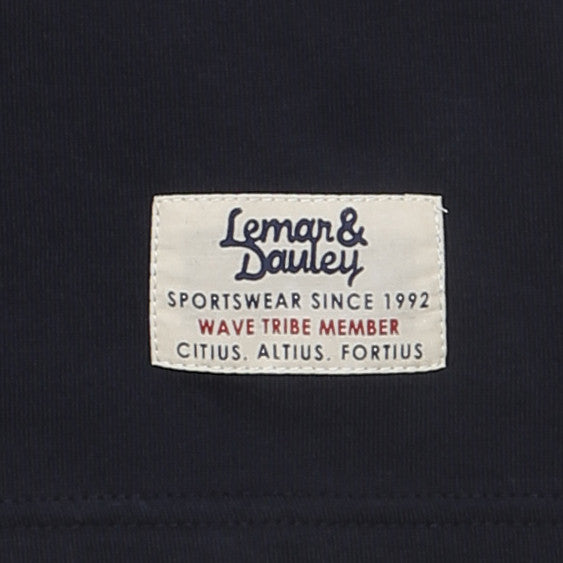 Lemar &
Dauley
SPORTSWEAR SINCE 1992
WAVE TRIBE MEMBER
CITIUS. ALTIUS. FORTIUS